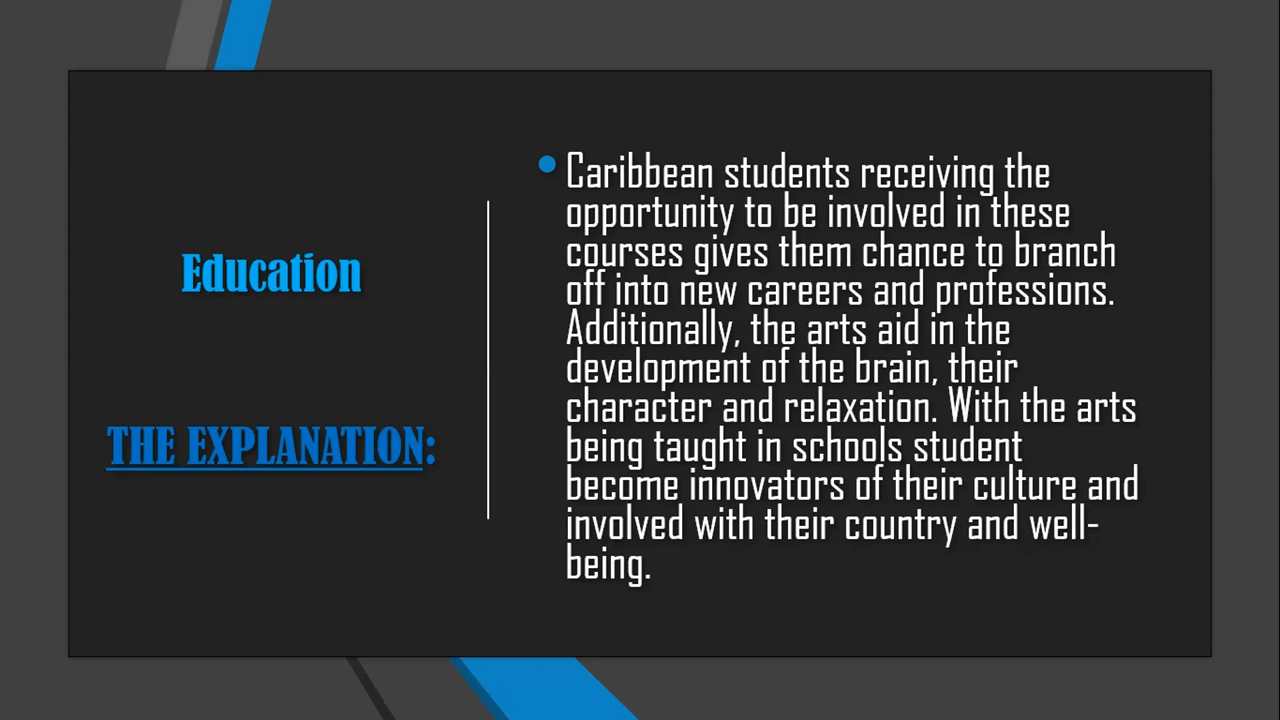 Education
THE EXPLANATION:
• Caribbean students receiving the
opportunity to be involved in these
courses gives them chance to branch
off into new careers and professions.
Additionally, the arts aid in the
development of the brain, their
character and relaxation. With the arts
being taught in schools student
become innovators of their culture and
involved with their country and well-
being.